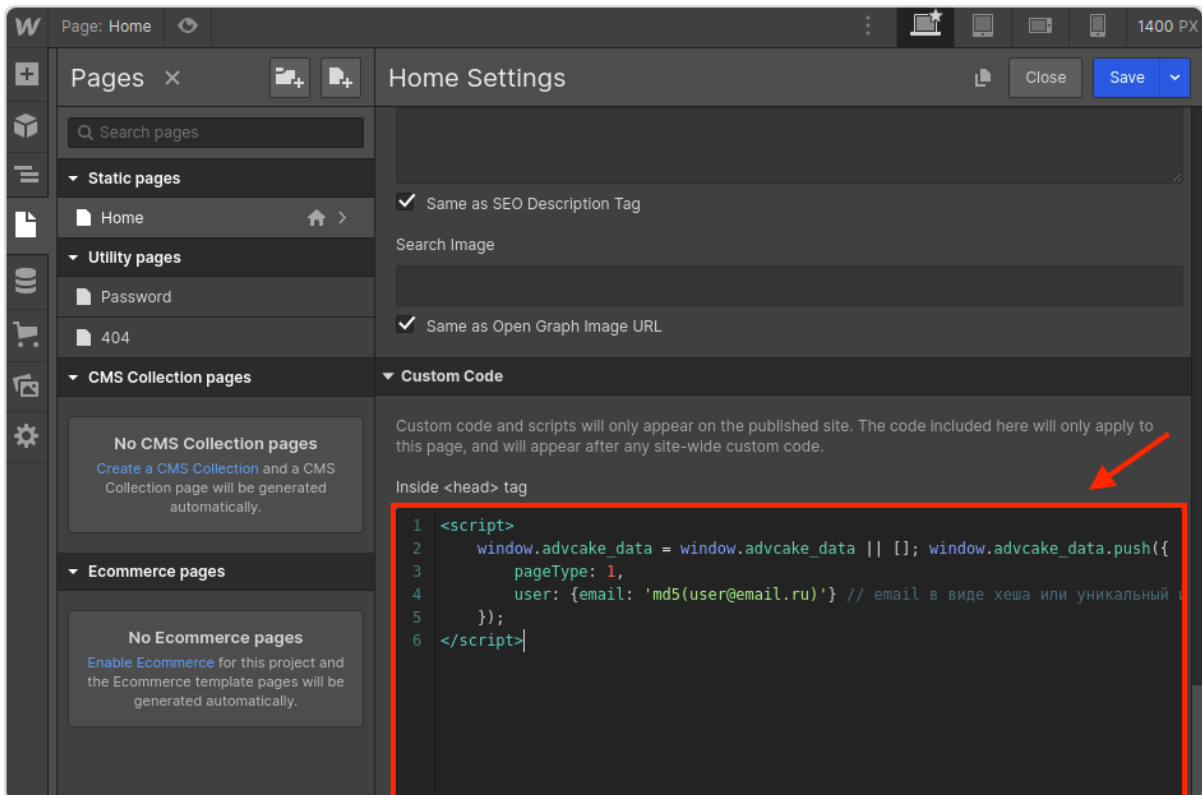 Page: Home
1400 PX
Pages
Home Settings
Close
Save
Search pages
Static pages
Home
Utility pages
Password
404
CMS Collection pages
No CMS Collection pages
Create a CMS Collection and a CMS
Collection page will be generated
automatically.
Ecommerce pages
No Ecommerce pages
Enable Ecommerce for this project and
the Ecommerce template pages will be
generated automatically.
Same as SEO Description Tag
Search Image
Same as Open Graph Image URL
Custom Code
Custom code and scripts will only appear on the published site. The code included here will only apply to
this page, and will appear after any site-wide custom code.
Inside <head> tag
1 <script>
2 window.advcake_data = window.advcake_data || []; window.advcake_data.push({
3 pageType: 1,
4 user: {email: 'md5(user@email.ru)'} // email в виде хеша или уникальный
5 });
6 </script>